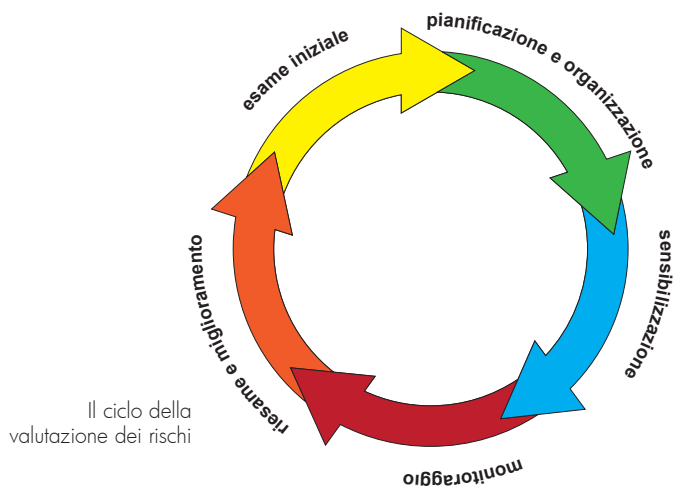 esame iniziale
pianificazione e organizzazione
sensibilizzazione
monitoraggio
riesame e miglioramento
Il ciclo della
valutazione dei rischi